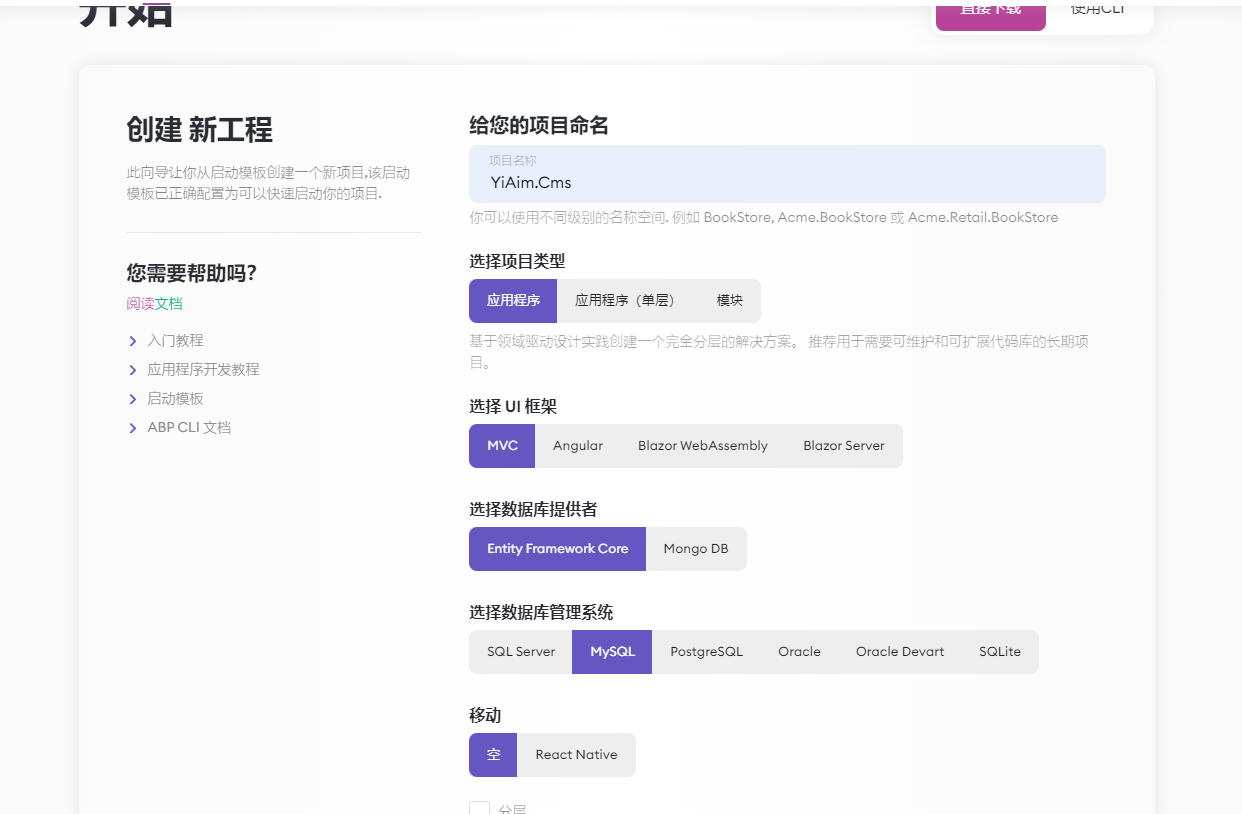 开始
直接下载
使用CLI
创建 新工程
此向导让你从启动模板创建一个新项目,该启动
模板已正确配置为可以快速启动你的项目.
您需要帮助吗?
阅读文档
入门教程
应用程序开发教程
启动模板
ABP CLI 文档
给您的项目命名
项目名称
YiAim.Cms
你可以使用不同级别的名称空间. 例如 BookStore, Acme.BookStore 或 Acme.Retail.BookStore
选择项目类型
应用程序 应用程序（单层） 模块
基于领域驱动设计实践创建一个完全分层的解决方案。 推荐用于需要可维护和可扩展代码库的长期项
目。
选择 UI 框架
MVC Angular Blazor WebAssembly Blazor Server
选择数据库提供者
Entity Framework Core Mongo DB
选择数据库管理系统
SQL Server MySQL PostgreSQL Oracle Oracle Devart SQLite
移动
空 React Native
分层